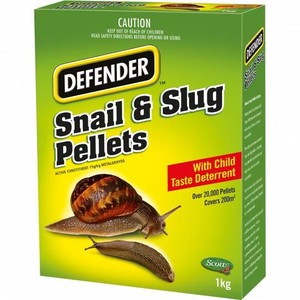 CAUTION
KEEP OUT OF REACH OF CHILDREN
READ SAFETY DIRECTIONS BEFORE OPENING OR USING
DEFENDER
Snail & Slug
Pellets
With Child
Taste Deterrent
Over 20,000 Pellets
Covers 200m²
Scotts
1kg